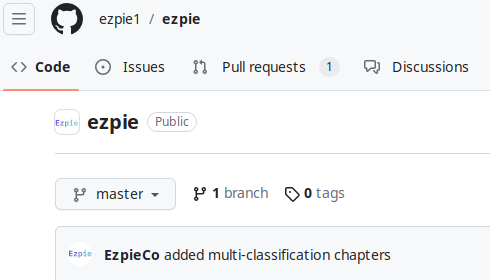 ezpie1 / ezpie
Code Issues Pull requests 1 Discussions
Ezpie ezpie Public
master 1 branch 0 tags
Ezpie EzpieCo added multi-classification chapters